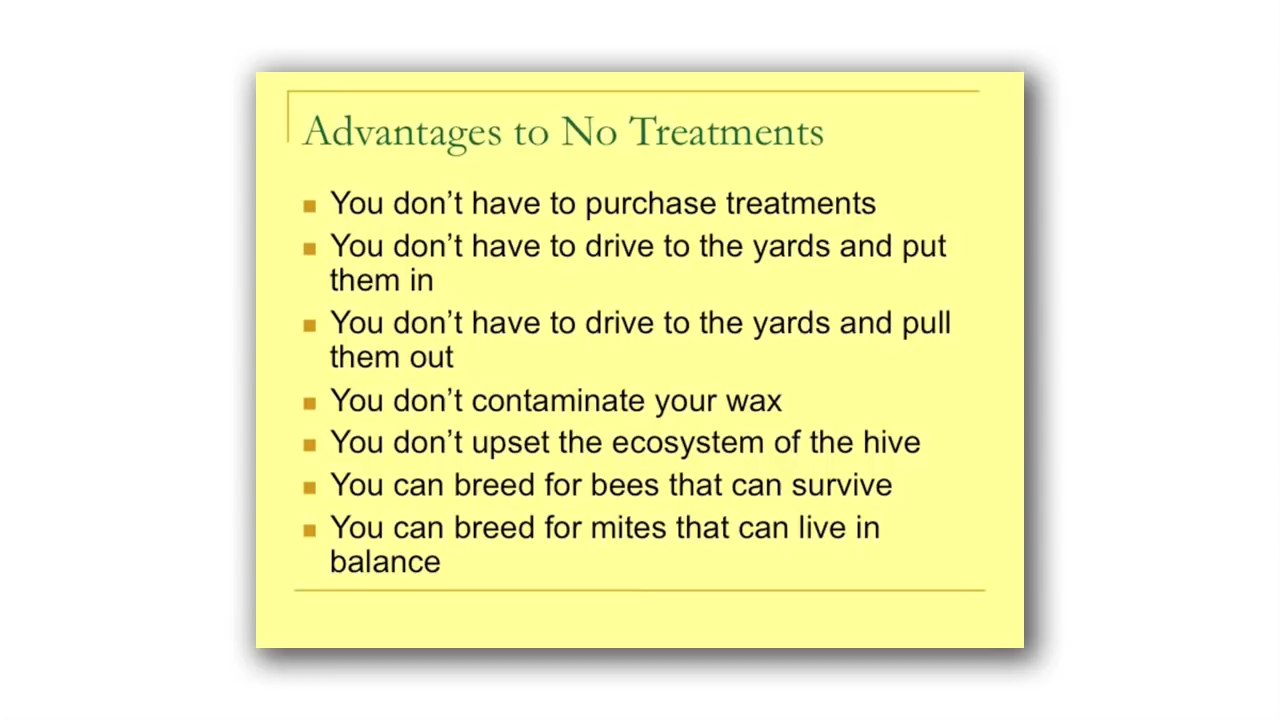 Advantages to No Treatments
You don’t have to purchase treatments
You don’t have to drive to the yards and put
them in
You don’t have to drive to the yards and pull
them out
You don’t contaminate your wax
You don’t upset the ecosystem of the hive
You can breed for bees that can survive
You can breed for mites that can live in
balance